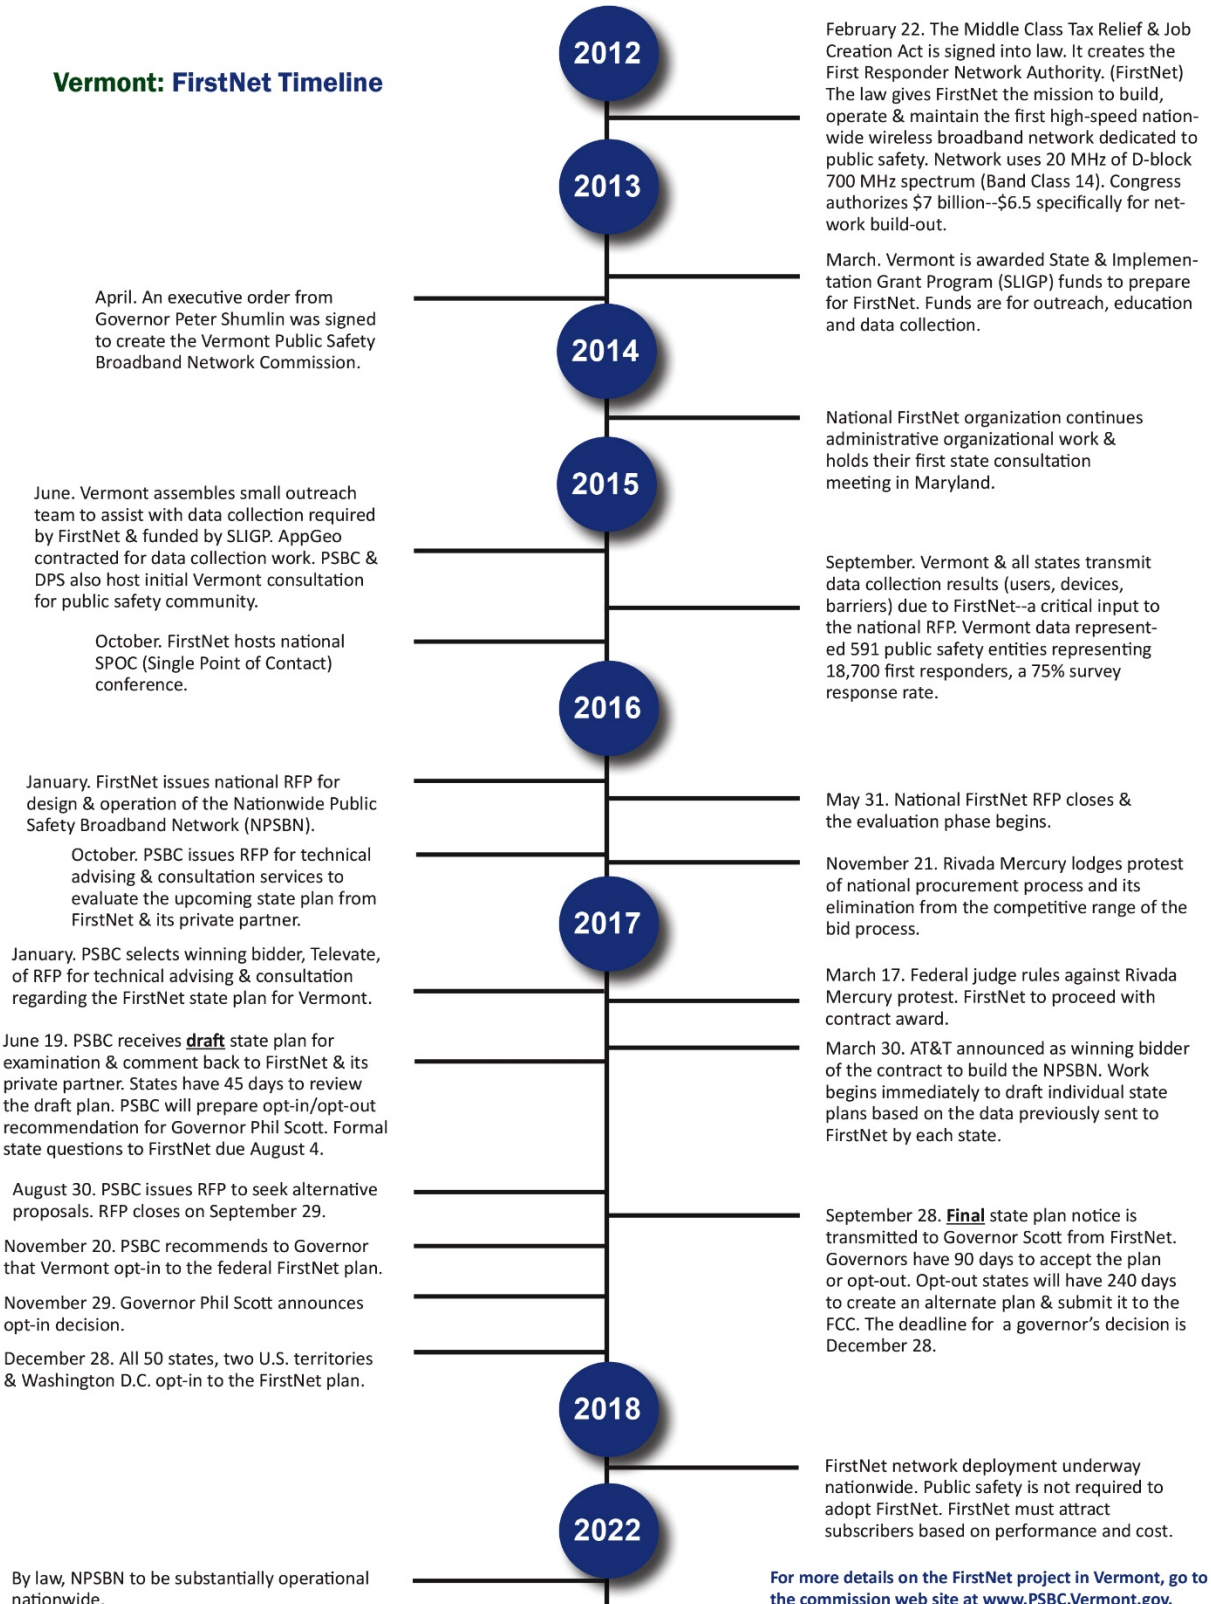 Vermont: FirstNet Timeline
2012
February 22. The Middle Class Tax Relief & Job
Creation Act is signed into law. It creates the
First Responder Network Authority. (FirstNet)
The law gives FirstNet the mission to build,
operate & maintain the first high-speed nation-
wide wireless broadband network dedicated to
public safety. Network uses 20 MHz of D-block
700 MHz spectrum (Band Class 14). Congress
authorizes $7 billion--$6.5 specifically for net-
work build-out.
2013
March. Vermont is awarded State & Implemen-
tation Grant Program (SLIGP) funds to prepare
for FirstNet. Funds are for outreach, education
and data collection.
April. An executive order from
Governor Peter Shumlin was signed
to create the Vermont Public Safety
Broadband Network Commission.
2014
National FirstNet organization continues
administrative organizational work &
holds their first state consultation
meeting in Maryland.
2015
June. Vermont assembles small outreach
team to assist with data collection required
by FirstNet & funded by SLIGP. AppGeo
contracted for data collection work. PSBC &
DPS also host initial Vermont consultation
for public safety community.
September. Vermont & all states transmit
data collection results (users, devices,
barriers) due to FirstNet--a critical input to
the national RFP. Vermont data represent-
ed 591 public safety entities representing
18,700 first responders, a 75% survey
response rate.
October. FirstNet hosts national
SPOC (Single Point of Contact)
conference.
2016
January. FirstNet issues national RFP for
design & operation of the Nationwide Public
Safety Broadband Network (NPSBN).
May 31. National FirstNet RFP closes &
the evaluation phase begins.
October. PSBC issues RFP for technical
advising & consultation services to
evaluate the upcoming state plan from
FirstNet & its private partner.
November 21. Rivada Mercury lodges protest
of national procurement process and its
elimination from the competitive range of the
bid process.
2017
January. PSBC selects winning bidder, Televate,
of RFP for technical advising & consultation
regarding the FirstNet state plan for Vermont.
March 17. Federal judge rules against Rivada
Mercury protest. FirstNet to proceed with
contract award.
March 30. AT&T announced as winning bidder
of the contract to build the NPSBN. Work
begins immediately to draft individual state
plans based on the data previously sent to
FirstNet by each state.
June 19. PSBC receives draft state plan for
examination & comment back to FirstNet & its
private partner. States have 45 days to review
the draft plan. PSBC will prepare opt-in/opt-out
recommendation for Governor Phil Scott. Formal
state questions to FirstNet due August 4.
August 30. PSBC issues RFP to seek alternative
proposals. RFP closes on September 29.
September 28. Final state plan notice is
transmitted to Governor Scott from FirstNet.
Governors have 90 days to accept the plan
or opt-out. Opt-out states will have 240 days
to create an alternate plan & submit it to the
FCC. The deadline for a governor's decision is
December 28.
November 20. PSBC recommends to Governor
that Vermont opt-in to the federal FirstNet plan.
November 29. Governor Phil Scott announces
opt-in decision.
December 28. All 50 states, two U.S. territories
& Washington D.C. opt-in to the FirstNet plan.
2018
FirstNet network deployment underway
nationwide. Public safety is not required to
adopt FirstNet. FirstNet must attract
subscribers based on performance and cost.
2022
By law, NPSBN to be substantially operational
nationwide.
For more details on the FirstNet project in Vermont, go to
the commission web site at www.PSBC.Vermont.gov.